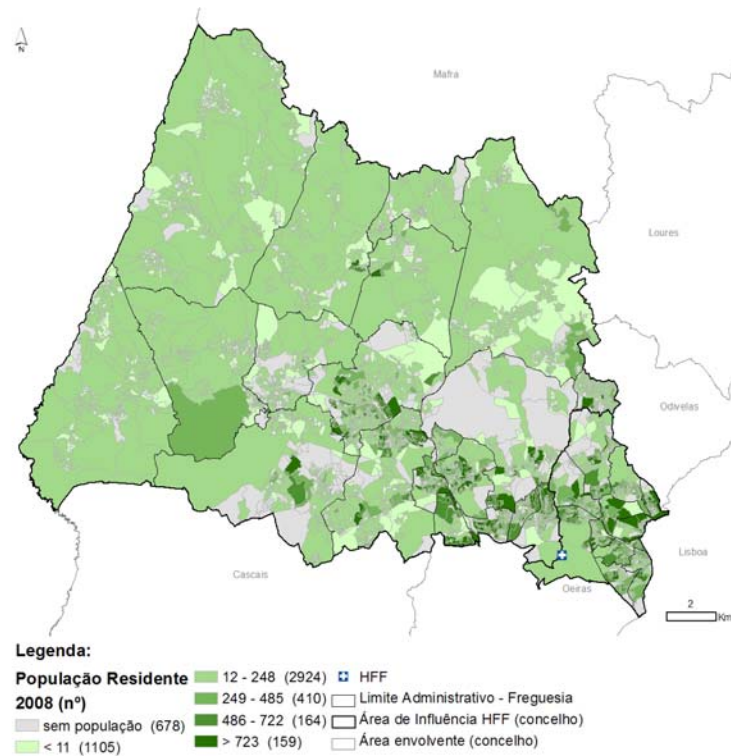 N
Mafra
Loures
Odivelas
Lisboa
Cascais
Oeiras
2
Km
Legenda:
População Residente
2008 (nº)
sem população (678)
< 11 (1105)
12 - 248 (2924)
249 - 485 (410)
486 - 722 (164)
> 723 (159)
HFF
Limite Administrativo - Freguesia
Área de Influência HFF (concelho)
Área envolvente (concelho)